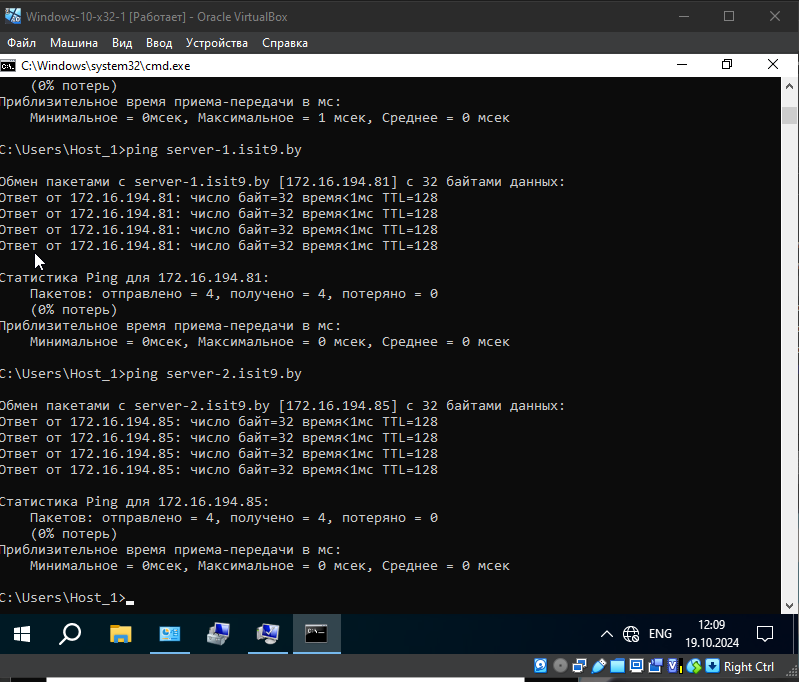 Windows-10-x32-1 [Работает] - Oracle VirtualBox
Файл Машина Вид Ввод Устройства Справка
C:\Windows\system32\cmd.exe
(0% потерь)
Приблизительное время приема-передачи в мс:
Минимальное = 0мсек, Максимальное = 1 мсек, Среднее = 0 мсек
C:\Users\Host_1>ping server-1.isit9.by
Обмен пакетами с server-1.isit9.by [172.16.194.81] с 32 байтами данных:
Ответ от 172.16.194.81: число байт=32 время<1мс TTL=128
Ответ от 172.16.194.81: число байт=32 время<1мс TTL=128
Ответ от 172.16.194.81: число байт=32 время<1мс TTL=128
Ответ от 172.16.194.81: число байт=32 время<1мс TTL=128
Статистика Ping для 172.16.194.81:
Пакетов: отправлено = 4, получено = 4, потеряно = 0
(0% потерь)
Приблизительное время приема-передачи в мс:
Минимальное = 0мсек, Максимальное = 0 мсек, Среднее = 0 мсек
C:\Users\Host_1>ping server-2.isit9.by
Обмен пакетами с server-2.isit9.by [172.16.194.85] с 32 байтами данных:
Ответ от 172.16.194.85: число байт=32 время<1мс TTL=128
Ответ от 172.16.194.85: число байт=32 время<1мс TTL=128
Ответ от 172.16.194.85: число байт=32 время<1мс TTL=128
Ответ от 172.16.194.85: число байт=32 время<1мс TTL=128
Статистика Ping для 172.16.194.85:
Пакетов: отправлено = 4, получено = 4, потеряно = 0
(0% потерь)
Приблизительное время приема-передачи в мс:
Минимальное = 0мсек, Максимальное = 0 мсек, Среднее = 0 мсек
C:\Users\Host_1>
ENG
12:09
19.10.2024
Right Ctrl